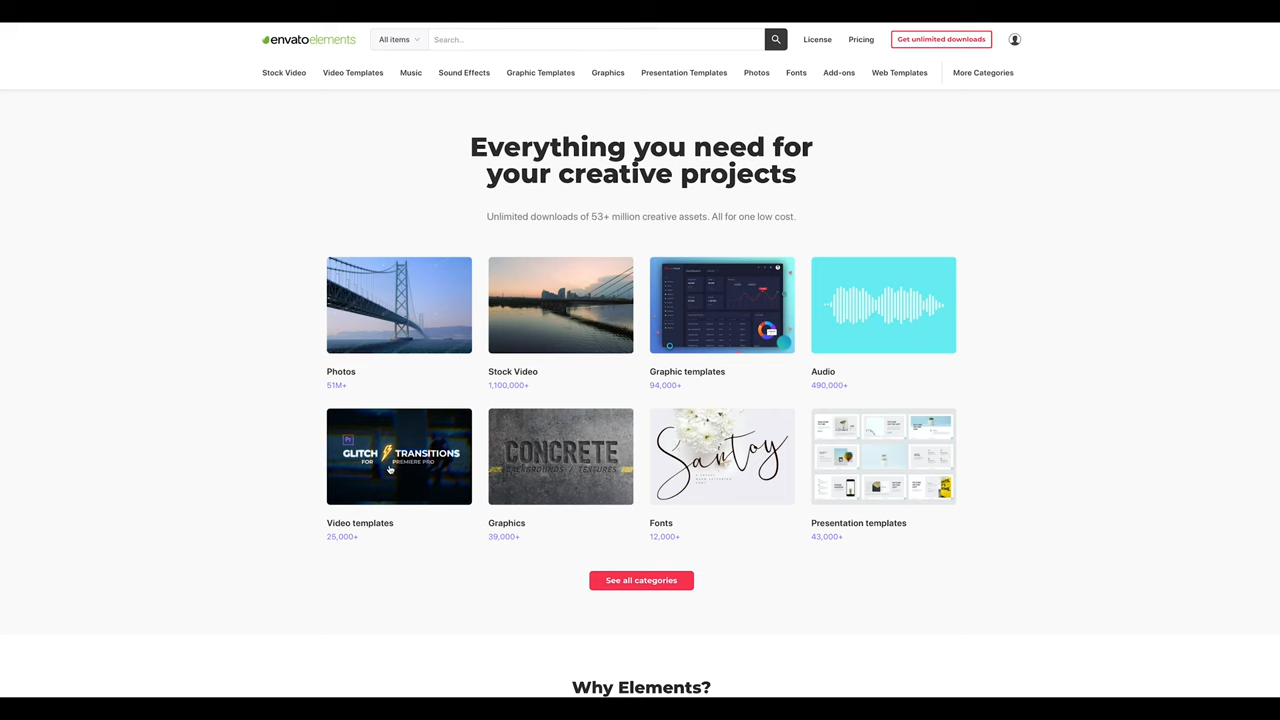 envatoelements
All items
Search...
License
Pricing
Get unlimited downloads
Stock Video
Video Templates
Music
Sound Effects
Graphic Templates
Graphics
Presentation Templates
Photos
Fonts
Add-ons
Web Templates
More Categories
Everything you need for
your creative projects
Unlimited downloads of 53+ million creative assets. All for one low cost.
Photos
51M+
Stock Video
1,100,000+
Graphic templates
94,000+
Audio
490,000+
Pr
GLITCH TRANSITIONS
FOR PREMIERE PRO
Video templates
25,000+
CONCRETE
BACKGROUNDS / TEXTURES
Graphics
39,000+
Santoy
Fonts
12,000+
Presentation templates
43,000+
See all categories
Why Elements?